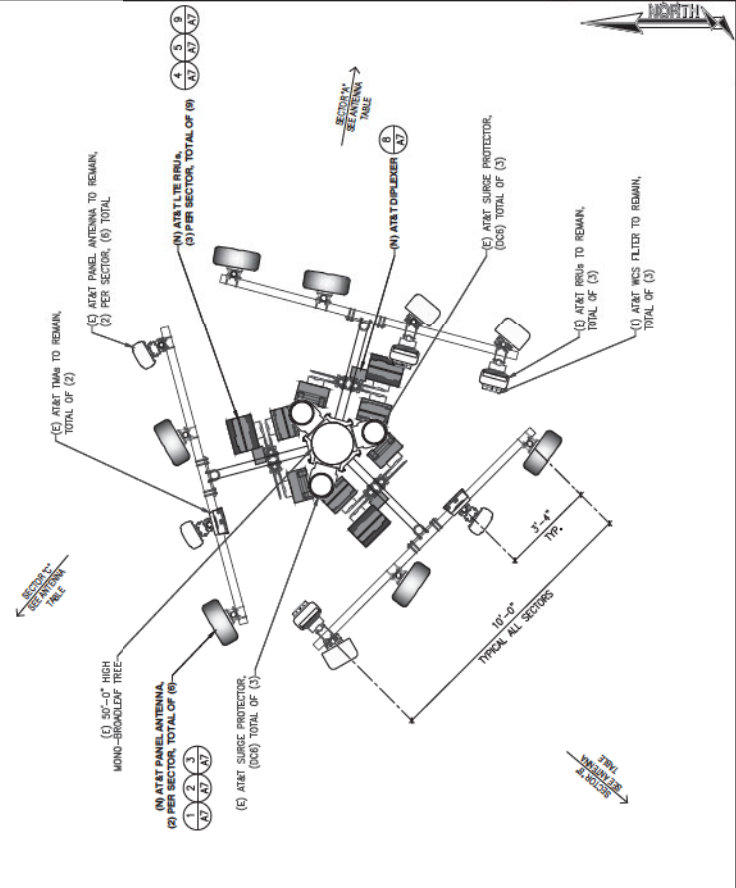 NORTH
9
A7
5
A7
4
A7
(N) AT&T LTE RRUs,
(3) PER SECTOR, TOTAL OF (9)
SECTOR "A"
SEE ANTENNA
TABLE
8
A7
(N) AT&T DIPLEXER
(E) AT&T SURGE PROTECTOR,
(DC6) TOTAL OF (3)
(E) AT&T PANEL ANTENNA TO REMAIN,
(2) PER SECTOR, (6) TOTAL
(E) AT&T TMAs TO REMAIN,
TOTAL OF (2)
(E) AT&T RRUs TO REMAIN,
TOTAL OF (3)
(I) AT&T WCS FILTER TO REMAIN,
TOTAL OF (3)
SECTOR "C"
SEE ANTENNA
TABLE
3'-4"
TYP.
10'-0"
TYPICAL ALL SECTORS
(E) 50'-0" HIGH
MONO-BROADLEAF TREE
(N) AT&T PANEL ANTENNA,
(2) PER SECTOR, TOTAL OF (6)
1
A7
2
A7
3
A7
(E) AT&T SURGE PROTECTOR,
(DC6) TOTAL OF (3)
SECTOR "B"
SEE ANTENNA
TABLE